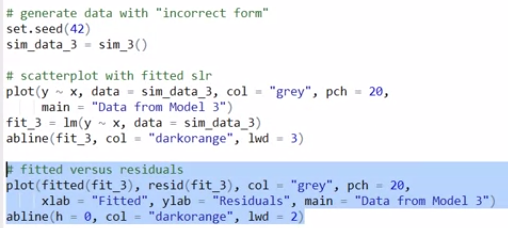 # generate data with "incorrect form"
set.seed(42)
sim_data_3 = sim_3()
# scatterplot with fitted slr
plot(y ~ x, data = sim_data_3, col = "grey", pch = 20,
main = "Data from Model 3")
fit_3 = lm(y ~ x, data = sim_data_3)
abline(fit_3, col = "darkorange", lwd = 3)
# fitted versus residuals
plot(fitted(fit_3), resid(fit_3), col = "grey", pch = 20,
xlab = "Fitted", ylab = "Residuals", main = "Data from Model 3")
abline(h = 0, col = "darkorange", lwd = 2)